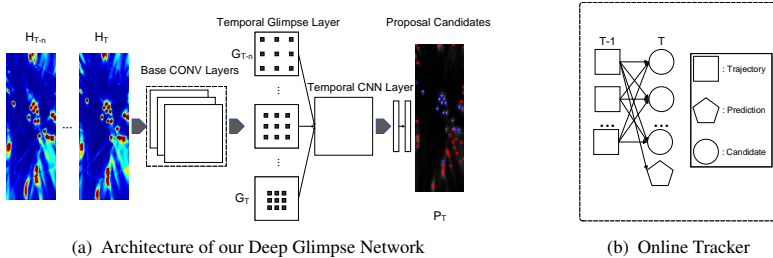 H_{T-n} H_T
...
Base CONV Layers
Temporal Glimpse Layer
G_{T-n}
⋮
⋮
G_T
Temporal CNN Layer
Proposal Candidates
P_T
(a) Architecture of our Deep Glimpse Network
T-1 T
... ...
: Trajectory
: Prediction
: Candidate
(b) Online Tracker